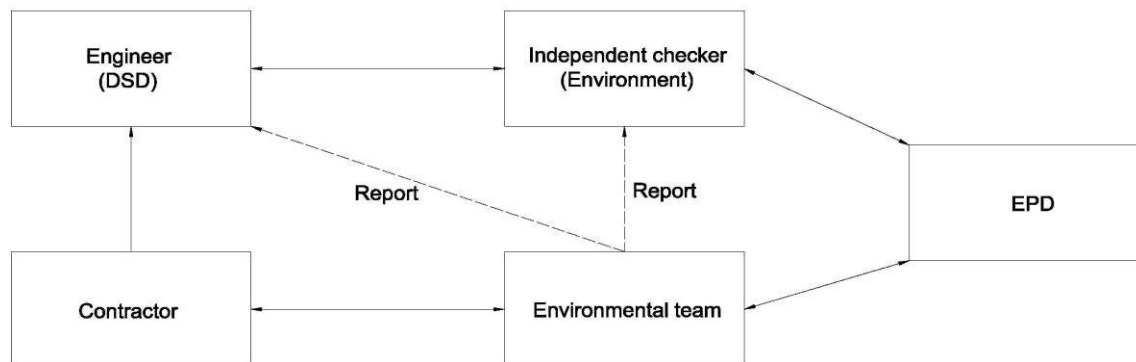 Engineer
(DSD)
Independent checker
(Environment)
EPD
Report
Report
Contractor
Environmental team